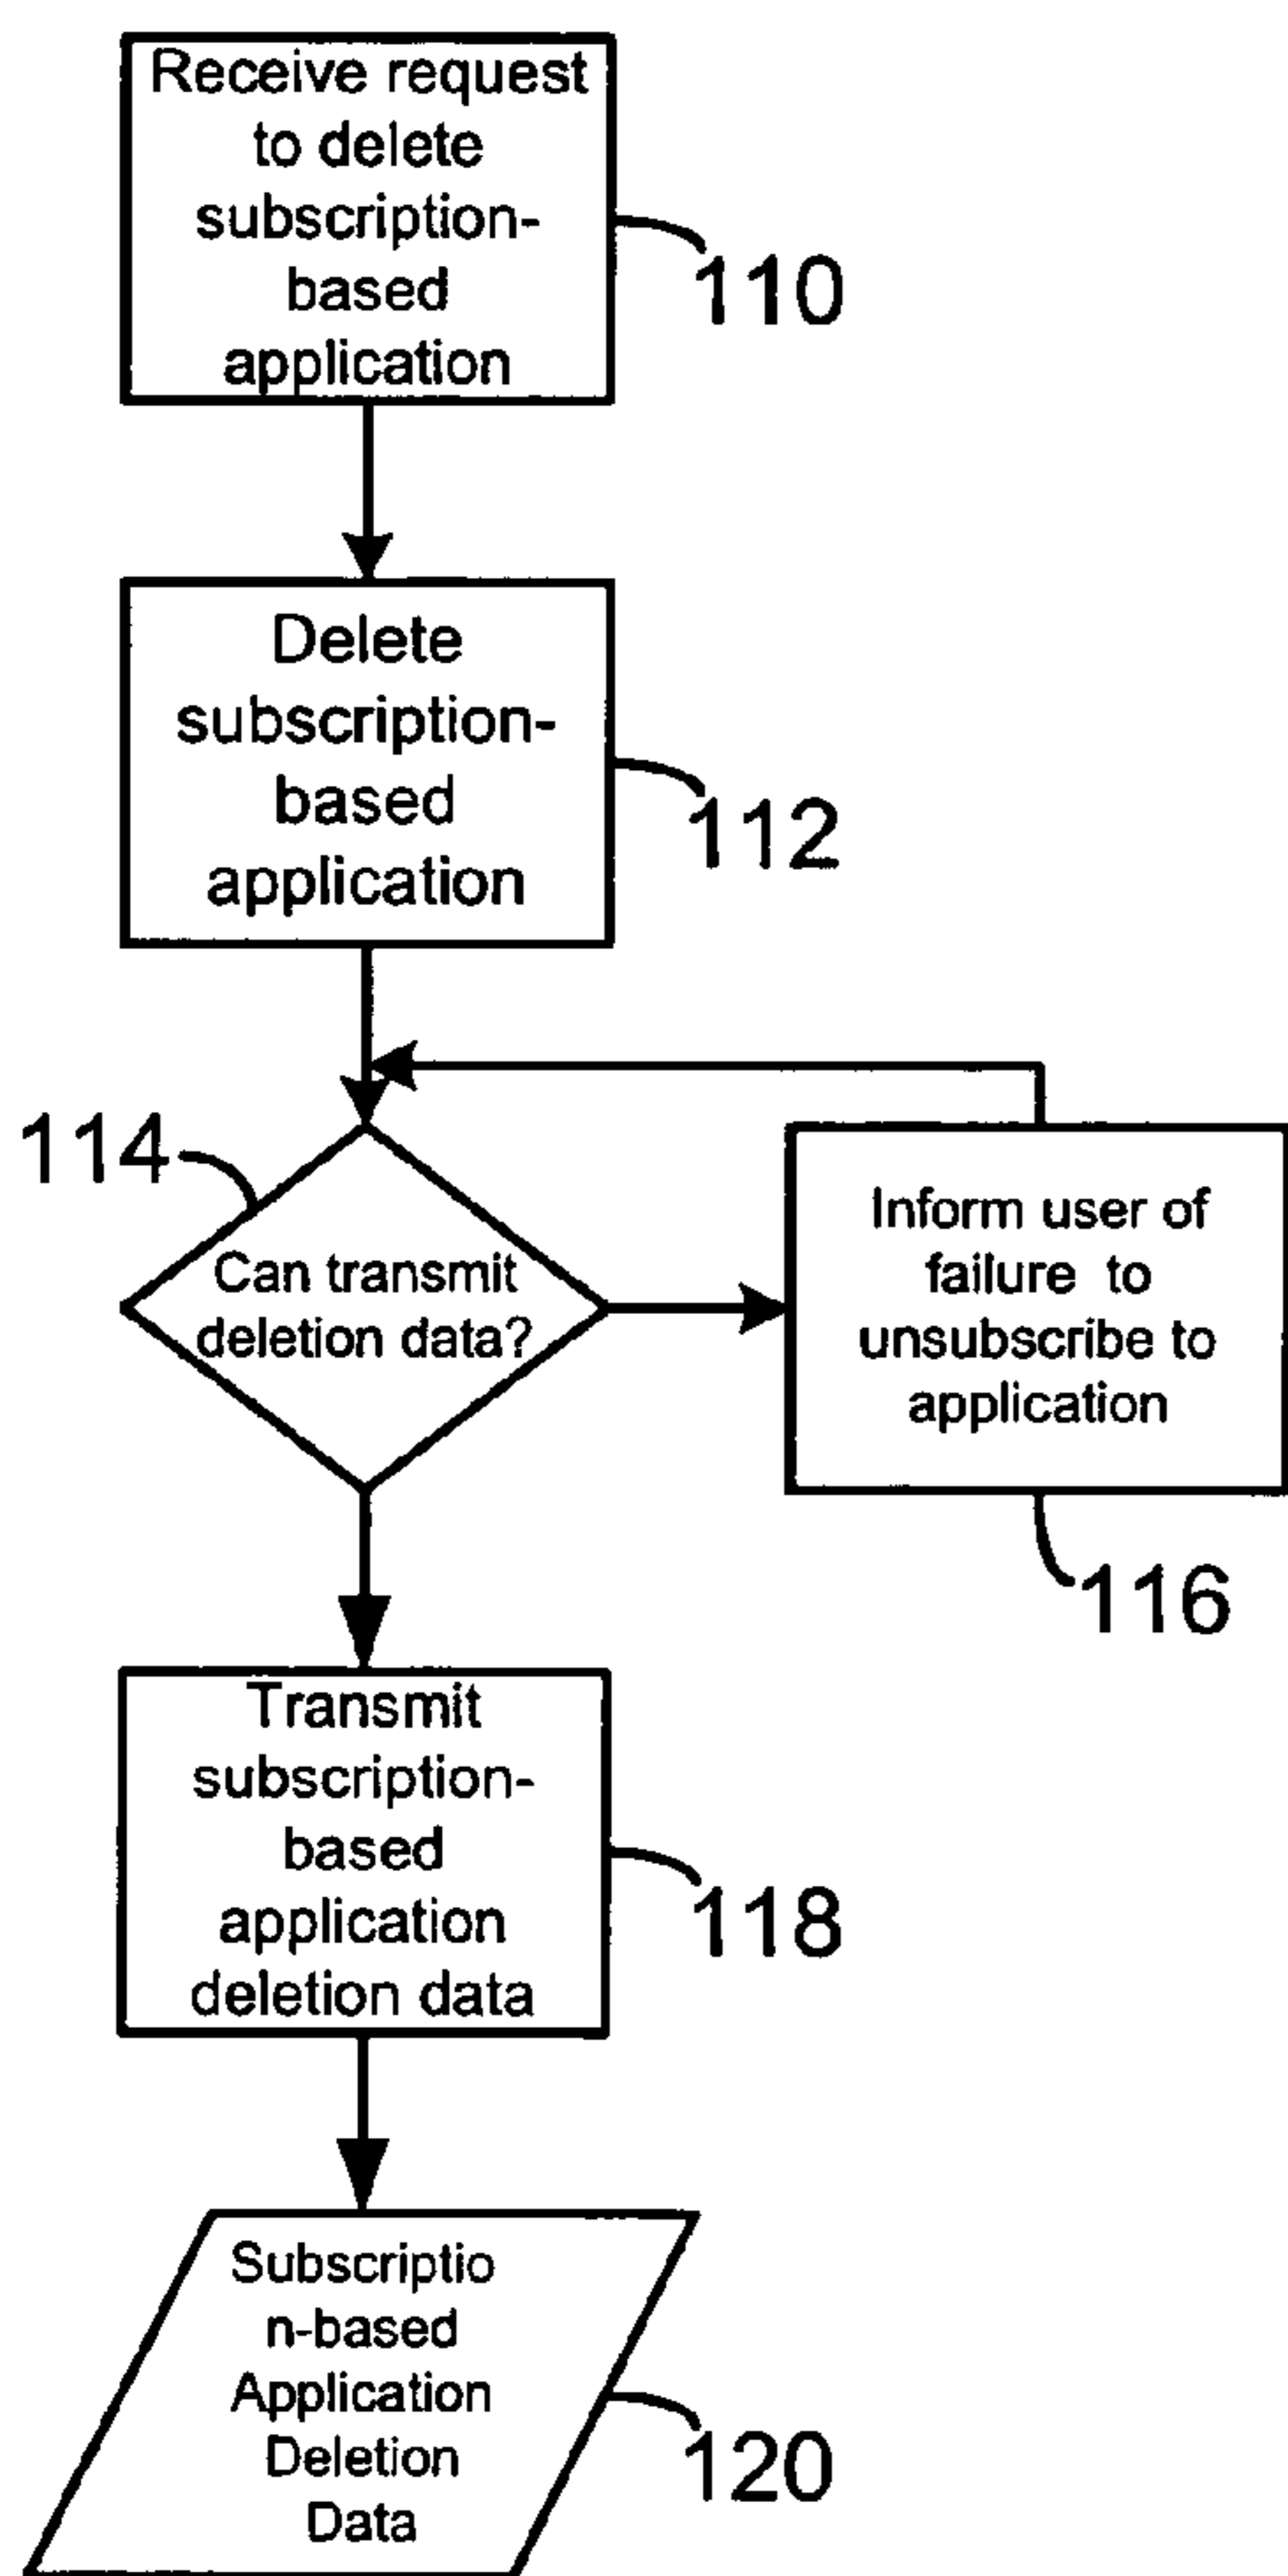 Receive request
to delete
subscription-
based
application
110
Delete
subscription-
based
application
112
114
Can transmit
deletion data?
Inform user of
failure to
unsubscribe to
application
116
Transmit
subscription-
based
application
deletion data
118
Subscriptio
n-based
Application
Deletion
Data
120